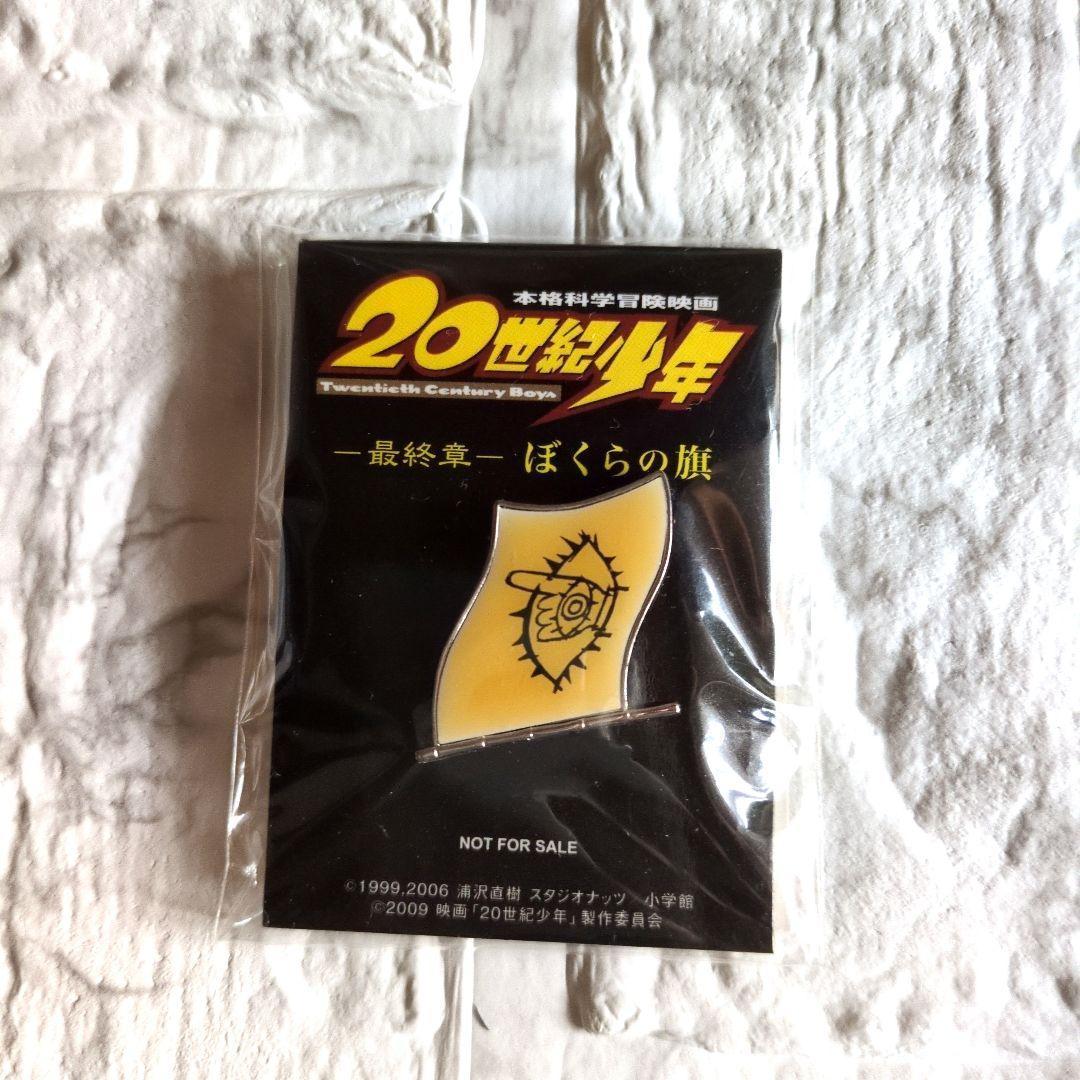 本格科学冒険映画
20世紀少年
Twentieth Century Boys
―最終章― ぼくらの旗
NOT FOR SALE
©1999,2006 浦沢直樹 スタジオナッツ 小学館
©2009 映画「20世紀少年」製作委員会